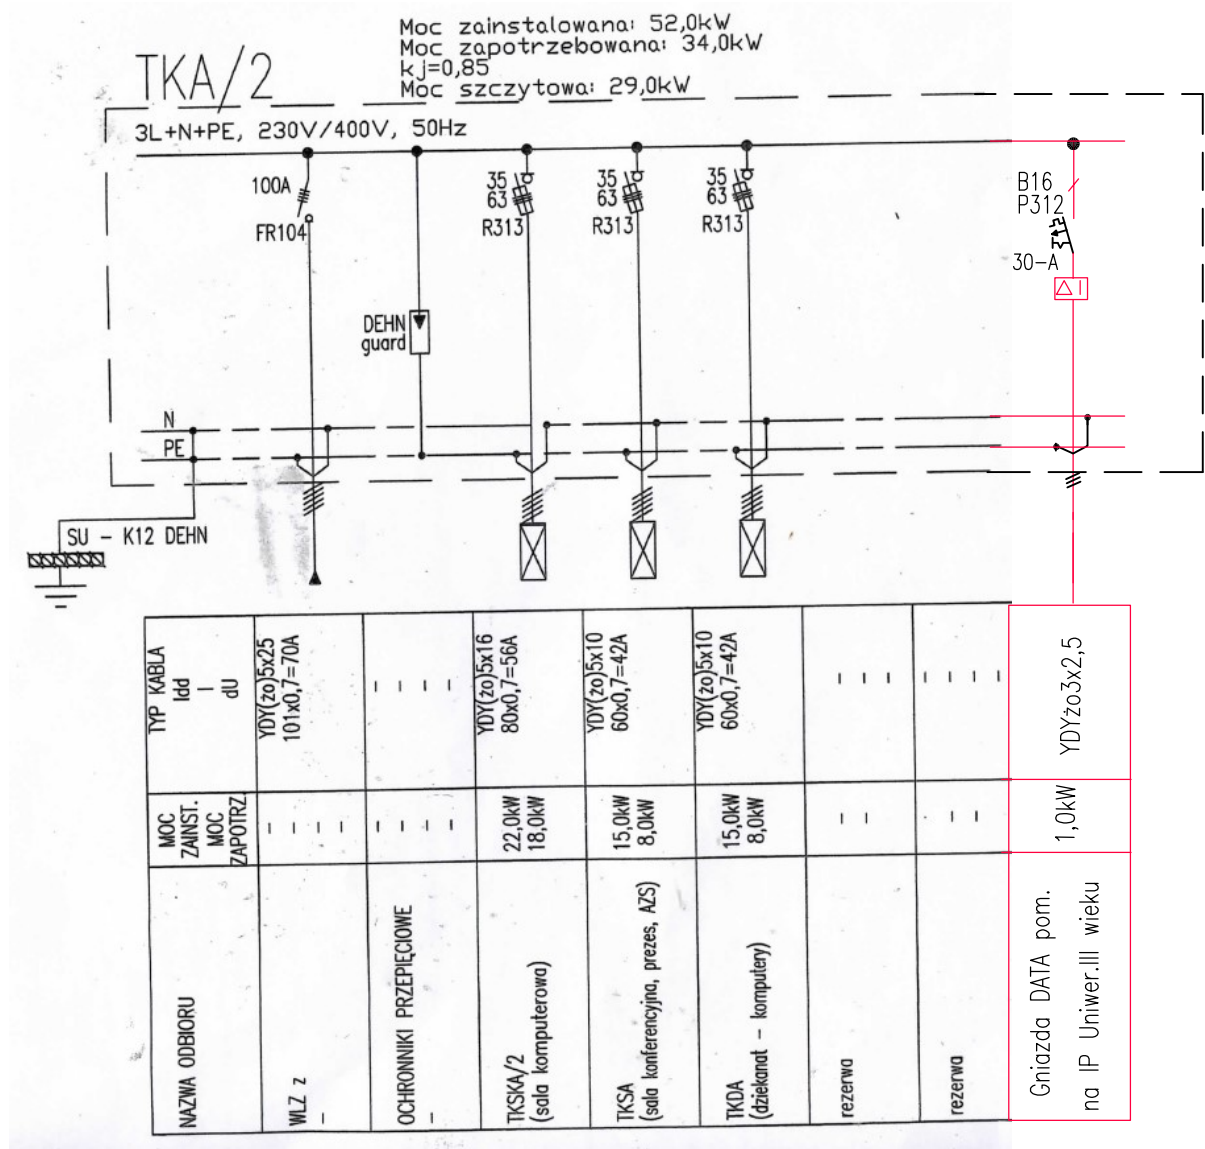 Moc zainstalowana: 52,0kW
Moc zapotrzebowana: 34,0kW
kj=0,85
Moc szczytowa: 29,0kW
TKA/2
3L+N+PE, 230V/400V, 50Hz
100A
FR104
DEHN
guard
35
63
R313
35
63
R313
35
63
R313
B16
P312
30-A
N
PE
SU - K12 DEHN
TYP KABLA
Idd
I
dU
MOC
ZAINST.
MOC
ZAPOTRZ.
NAZWA ODBIORU
YDY(żo)5x25
101x0,7=70A
- - - -
WLZ z
-
- - - -
- - - -
OCHRONNIKI PRZEPIĘCIOWE
-
YDY(żo)5x16
80x0,7=56A
22,0kW
18,0kW
TKSKA/2
(sala komputerowa)
YDY(żo)5x10
60x0,7=42A
15,0kW
8,0kW
TKSA
(sala konferencyjna, prezes, AZS)
YDY(żo)5x10
60x0,7=42A
15,0kW
8,0kW
TKDA
(dziekanat - komputery)
- - -
- -
rezerwa
- - - -
- -
rezerwa
YDYżo3x2,5
1,0kW
Gniazda DATA pom.
na IP Uniwer.III wieku